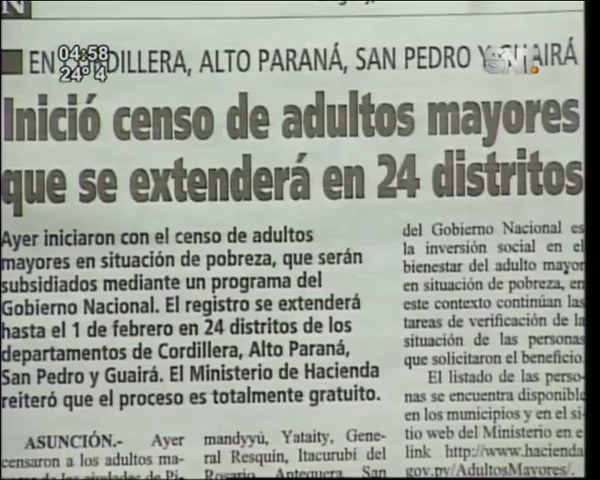 N
04:58
24º 4
EN CORDILLERA, ALTO PARANÁ, SAN PEDRO Y GUAIRÁ
Inició censo de adultos mayores
que se extenderá en 24 distritos
Ayer iniciaron con el censo de adultos
mayores en situación de pobreza, que serán
subsidiados mediante un programa del
Gobierno Nacional. El registro se extenderá
hasta el 1 de febrero en 24 distritos de los
departamentos de Cordillera, Alto Paraná,
San Pedro y Guairá. El Ministerio de Hacienda
reiteró que el proceso es totalmente gratuito.
ASUNCIÓN.- Ayer
censaron a los adultos ma-
mandyyú, Yataity, Gene-
ral Resquín, Itacurubí del
Rosario, Antequera, San
del Gobierno Nacional es
la inversión social en el
bienestar del adulto mayor
en situación de pobreza, en
este contexto continúan las
tareas de verificación de la
situación de las personas
que solicitaron el beneficio.
El listado de las perso-
nas se encuentra disponible
en los municipios y en el si-
tio web del Ministerio en e
link http://www.hacienda
gov.py/AdultosMayores/.